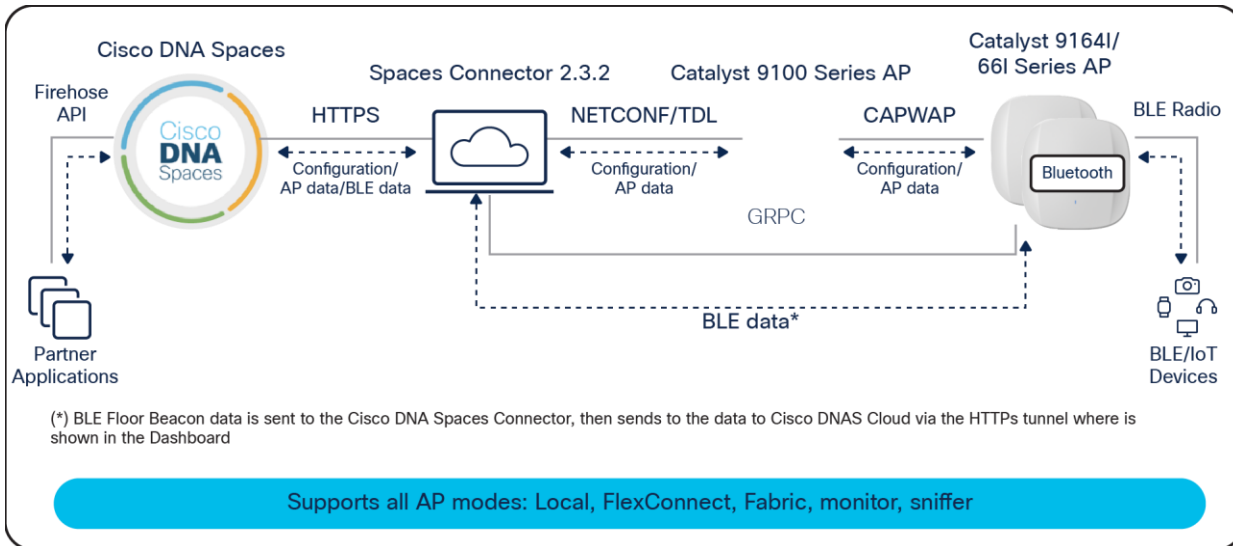 Cisco DNA Spaces
Firehose
API
Cisco
DNA
Spaces
HTTPS
Configuration/
AP data/BLE data
Spaces Connector 2.3.2
NETCONF/TDL
Configuration/
AP data
Catalyst 9100 Series AP
CAPWAP
Configuration/
AP data
Catalyst 9164I/
66I Series AP
Bluetooth
BLE Radio
GRPC
BLE data*
Partner
Applications
BLE/IoT
Devices
(*) BLE Floor Beacon data is sent to the Cisco DNA Spaces Connector, then sends to the data to Cisco DNAS Cloud via the HTTPs tunnel where is
shown in the Dashboard
Supports all AP modes: Local, FlexConnect, Fabric, monitor, sniffer